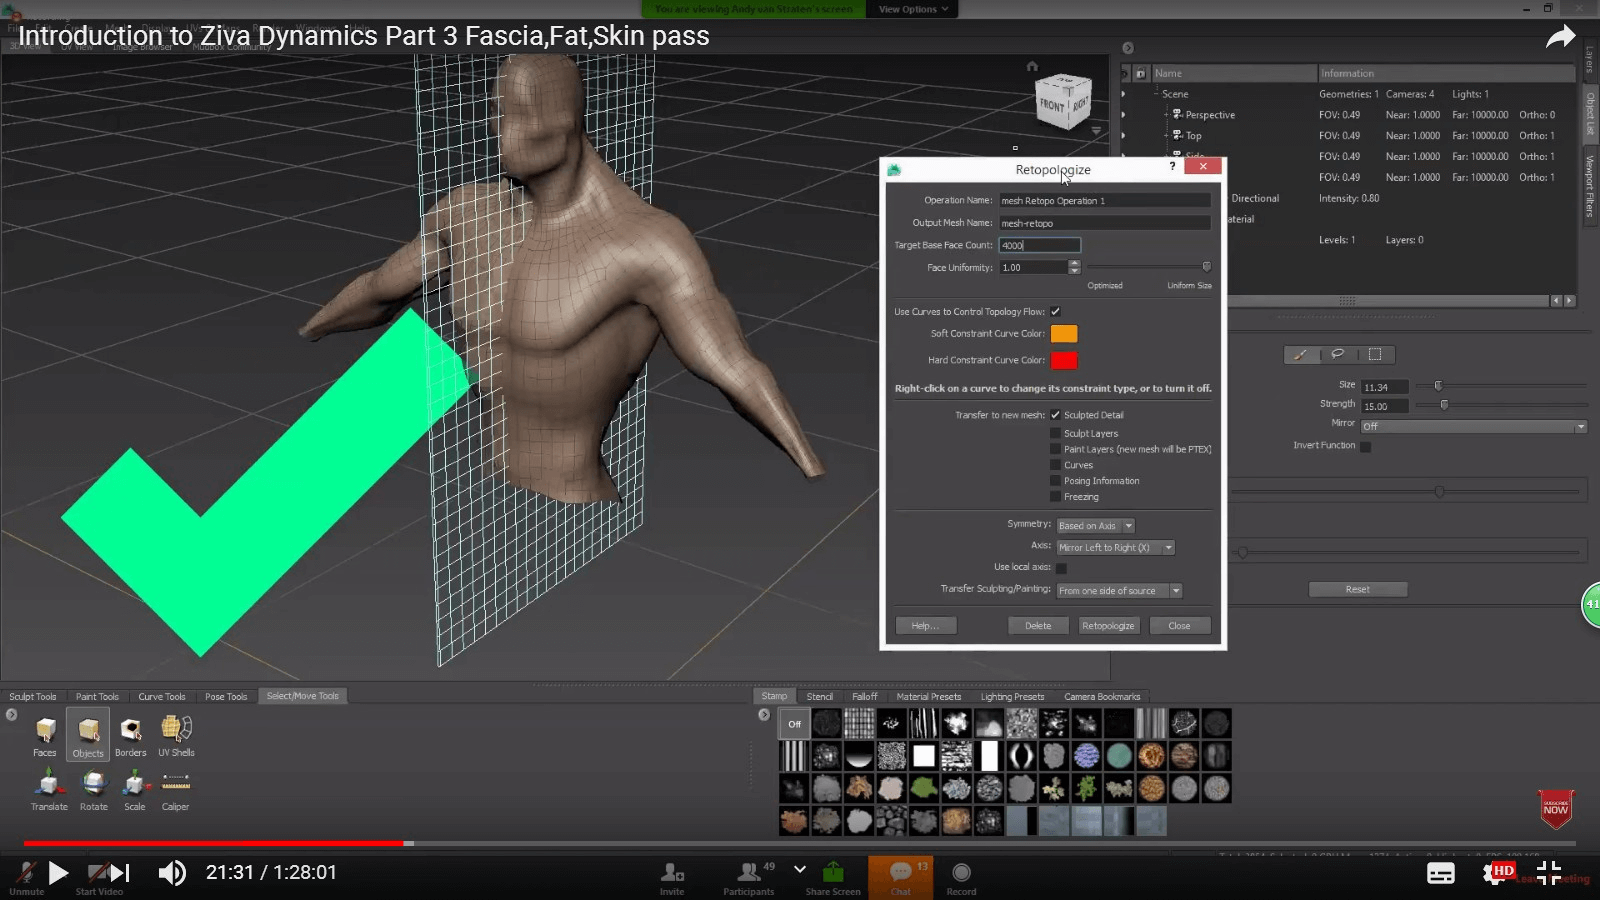 You are viewing Andy van Straten's screen
View Options
Introduction to Ziva Dynamics Part 3 Fascia,Fat,Skin pass
Name Information
Scene Geometries: 1 Cameras: 4 Lights: 1
Perspective FOV: 0.49 Near: 1.0000 Far: 10000.00 Ortho: 0
Top FOV: 0.49 Near: 1.0000 Far: 10000.00 Ortho: 1
Side FOV: 0.49 Near: 1.0000 Far: 10000.00 Ortho: 1
FOV: 0.49 Near: 1.0000 Far: 10000.00 Ortho: 1
Directional Intensity: 0.80
aterial
Levels: 1 Layers: 0
Layers
Object List
Viewport Filters
FRONT RIGHT
Retopologize
?
Operation Name: mesh Retopo Operation 1
Output Mesh Name: mesh-retopo
Target Base Face Count: 4000
Face Uniformity: 1.00
Optimized Uniform Size
Use Curves to Control Topology Flow:
Soft Constraint Curve Color:
Hard Constraint Curve Color:
Right-click on a curve to change its constraint type, or to turn it off.
Transfer to new mesh: Sculpted Detail
Sculpt Layers
Paint Layers (new mesh will be PTEX)
Curves
Posing Information
Freezing
Symmetry: Based on Axis
Axis: Mirror Left to Right (X)
Use local axis:
Transfer Sculpting/Painting: From one side of source
Help... Delete Retopologize Close
Size 11.34
Strength 15.00
Mirror Off
Invert Function
Reset
41
Sculpt Tools Paint Tools Curve Tools Pose Tools Select/Move Tools
Faces Objects Borders UV Shells
Translate Rotate Scale Caliper
Stamp Stencil Falloff Material Presets Lighting Presets Camera Bookmarks
Off
SUBSCRIBE
NOW
21:31 / 1:28:01
HD
Unmute Start Video Invite Participants 49 Share Screen Chat 13 Record